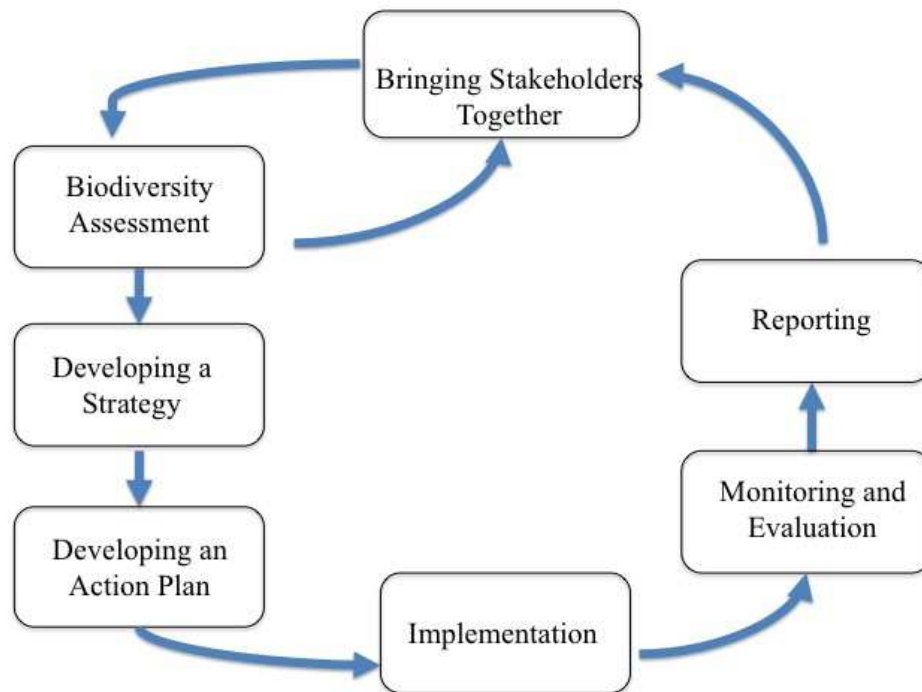 Bringing Stakeholders
Together
Biodiversity
Assessment
Developing a
Strategy
Developing an
Action Plan
Implementation
Monitoring and
Evaluation
Reporting